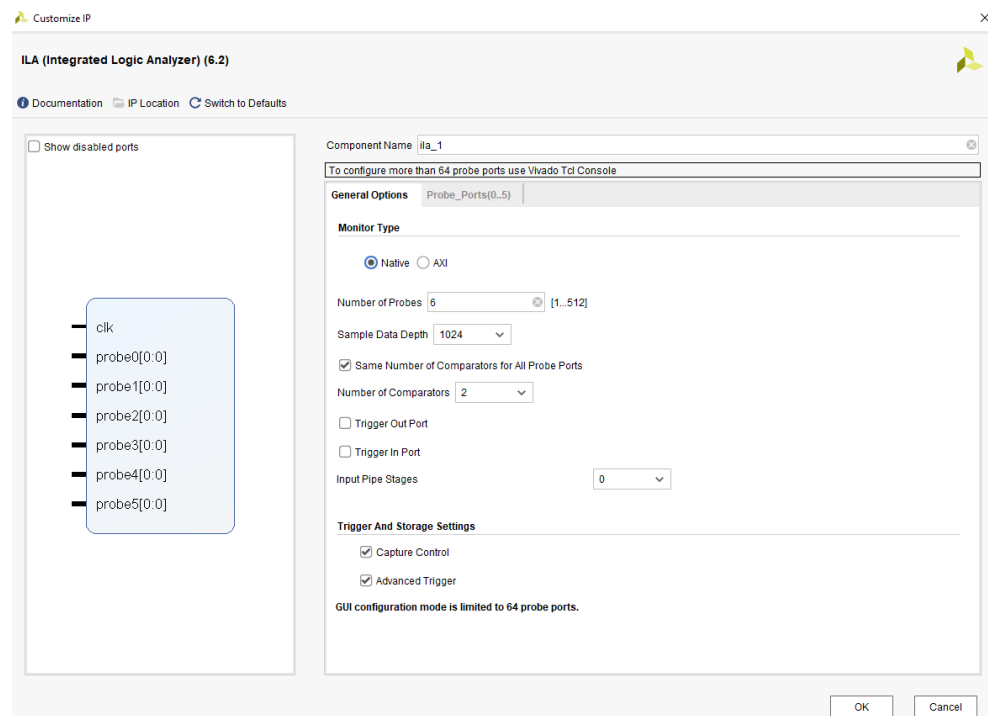 Customize IP
ILA (Integrated Logic Analyzer) (6.2)
Documentation IP Location Switch to Defaults
Show disabled ports
clk
probe0[0:0]
probe1[0:0]
probe2[0:0]
probe3[0:0]
probe4[0:0]
probe5[0:0]
Component Name ila_1
To configure more than 64 probe ports use Vivado Tcl Console
General Options Probe_Ports(0..5)
Monitor Type
Native AXI
Number of Probes 6 [1...512]
Sample Data Depth 1024
Same Number of Comparators for All Probe Ports
Number of Comparators 2
Trigger Out Port
Trigger In Port
Input Pipe Stages 0
Trigger And Storage Settings
Capture Control
Advanced Trigger
GUI configuration mode is limited to 64 probe ports.
OK Cancel